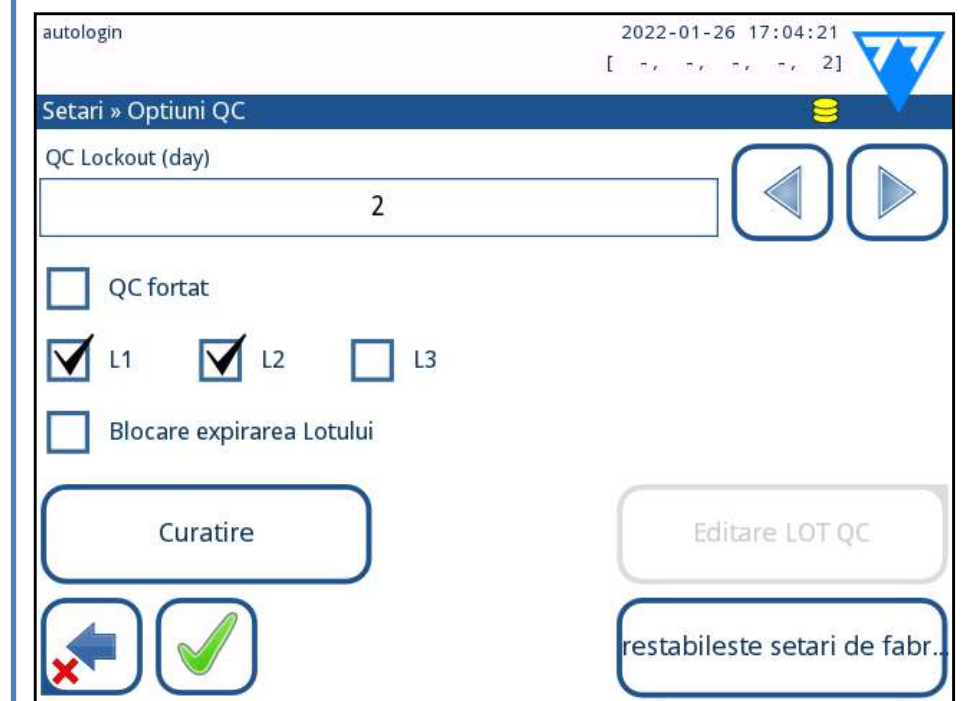 autologin 2022-01-26 17:04:21
[ -, -, -, -, 2]
Setari » Optiuni QC
QC Lockout (day)
2
QC fortat
L1 L2 L3
Blocare expirarea Lotului
Curatire Editare LOT QC
restabileste setari de fabr...